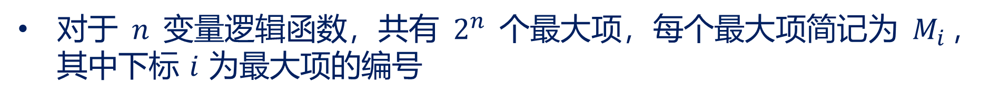 • 对于 n 变量逻辑函数，共有 2ⁿ 个最大项，每个最大项简记为 Mᵢ ,
其中下标 i 为最大项的编号